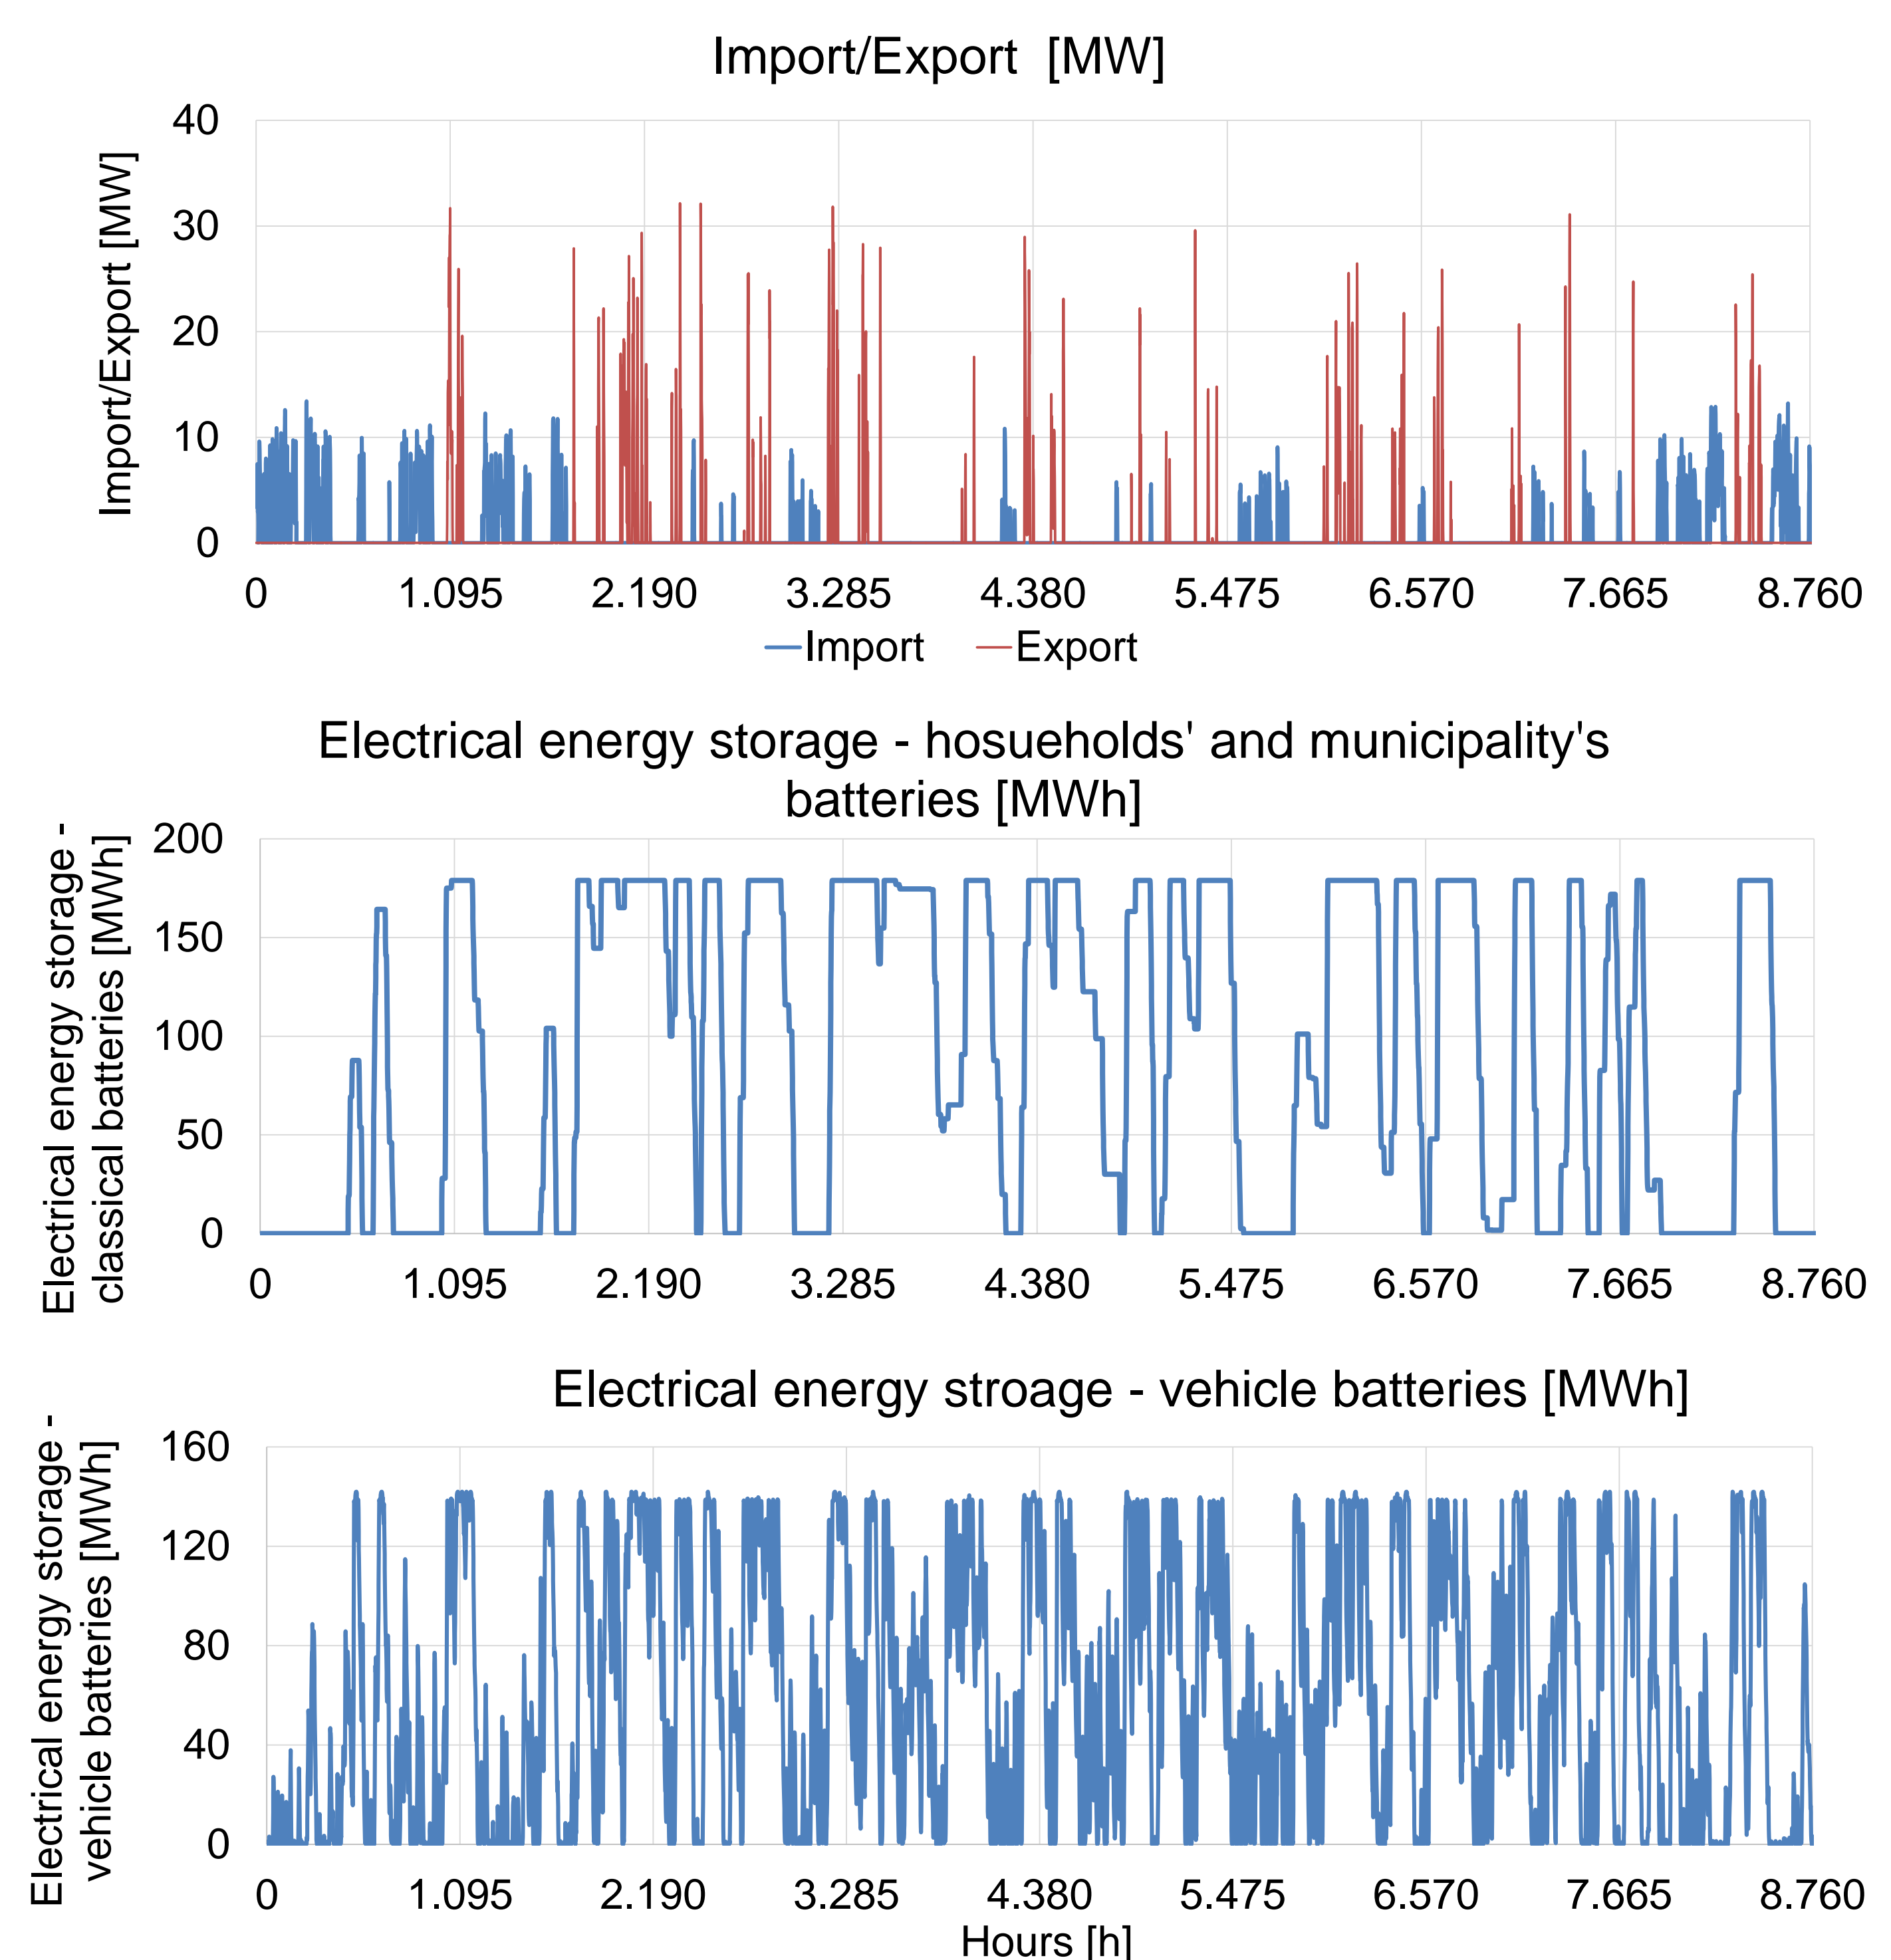 Import/Export [MW]
Import/Export [MW]
40
30
20
10
0
0 1.095 2.190 3.285 4.380 5.475 6.570 7.665 8.760
Import Export
Electrical energy storage - hosueholds' and municipality's
batteries [MWh]
Electrical energy storage -
classical batteries [MWh]
200
150
100
50
0
0 1.095 2.190 3.285 4.380 5.475 6.570 7.665 8.760
Electrical energy stroage - vehicle batteries [MWh]
Electrical energy storage -
vehicle batteries [MWh]
160
120
80
40
0
0 1.095 2.190 3.285 4.380 5.475 6.570 7.665 8.760
Hours [h]